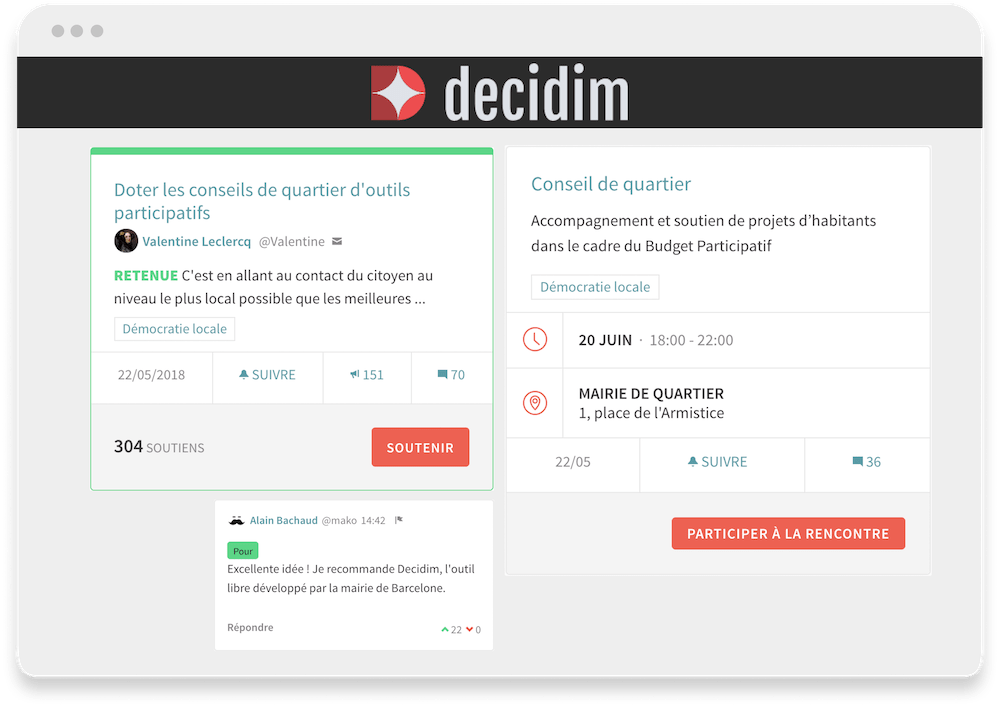 decidim
Doter les conseils de quartier d'outils
participatifs
Valentine Leclercq @Valentine
RETENUE C'est en allant au contact du citoyen au
niveau le plus local possible que les meilleures ...
Démocratie locale
22/05/2018 SUIVRE 151 70
304 SOUTIENS SOUTENIR
Alain Bachaud @mako 14:42
Pour
Excellente idée ! Je recommande Decidim, l'outil
libre développé par la mairie de Barcelone.
Répondre 22 0
Conseil de quartier
Accompagnement et soutien de projets d’habitants
dans le cadre du Budget Participatif
Démocratie locale
20 JUIN · 18:00 - 22:00
MAIRIE DE QUARTIER
1, place de l'Armistice
22/05 SUIVRE 36
PARTICIPER À LA RENCONTRE